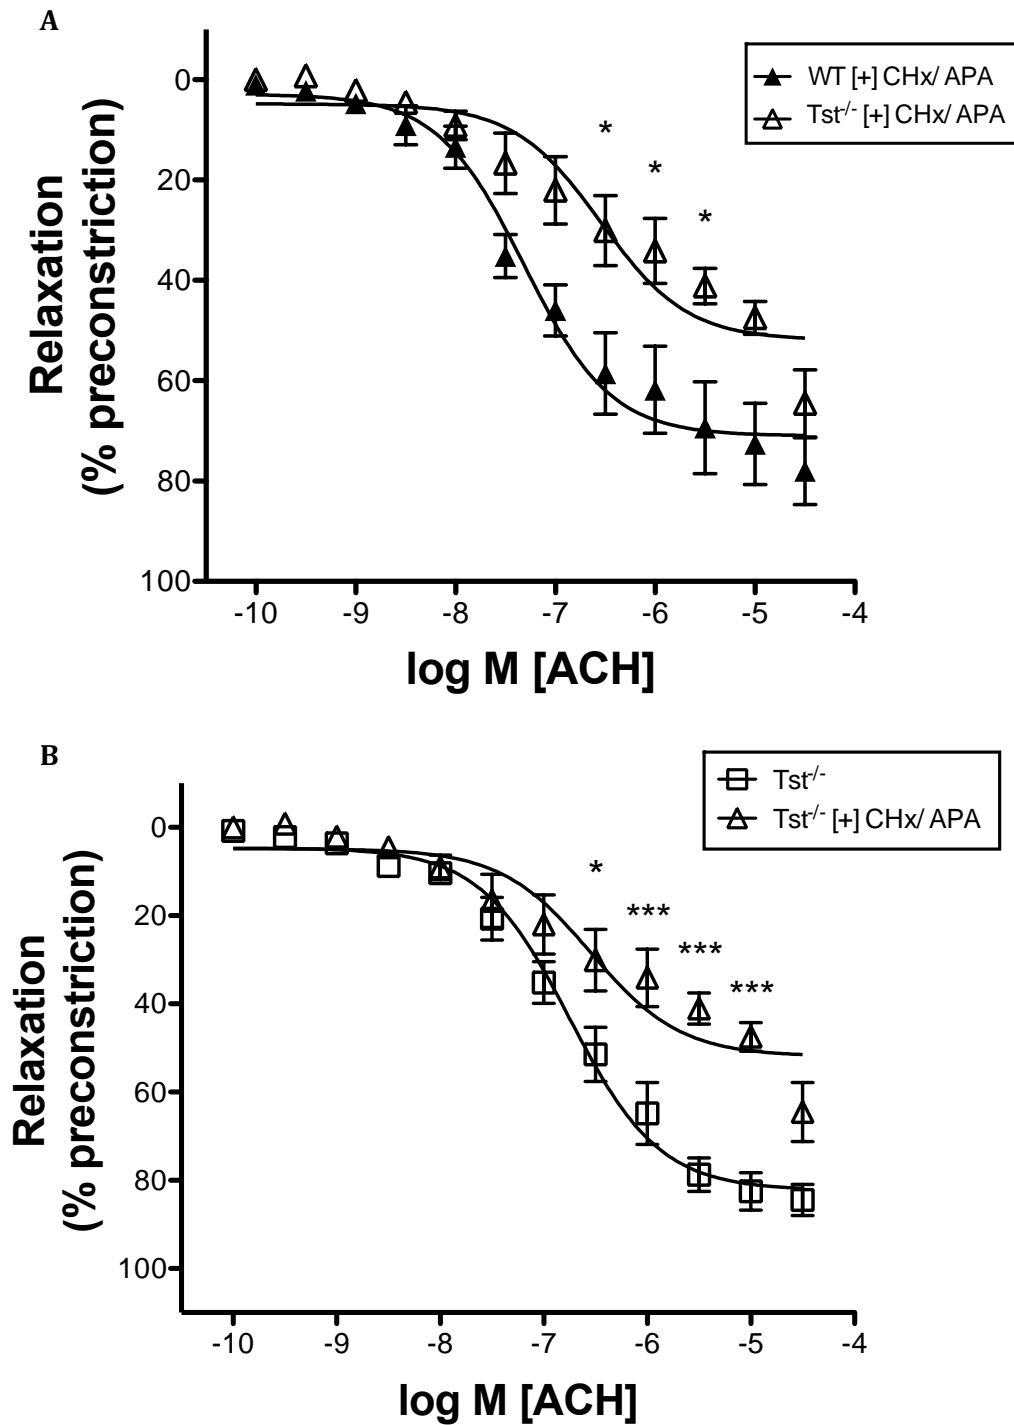 A
WT [+] CHx/ APA
Tst-/- [+] CHx/ APA
Relaxation
(% preconstriction)
0
20
40
60
80
100
*
*
*
-10
-9
-8
-7
-6
-5
-4
log M [ACH]
B
Tst-/-
Tst-/- [+] CHx/ APA
Relaxation
(% preconstriction)
0
20
40
60
80
100
*
***
***
***
-10
-9
-8
-7
-6
-5
-4
log M [ACH]